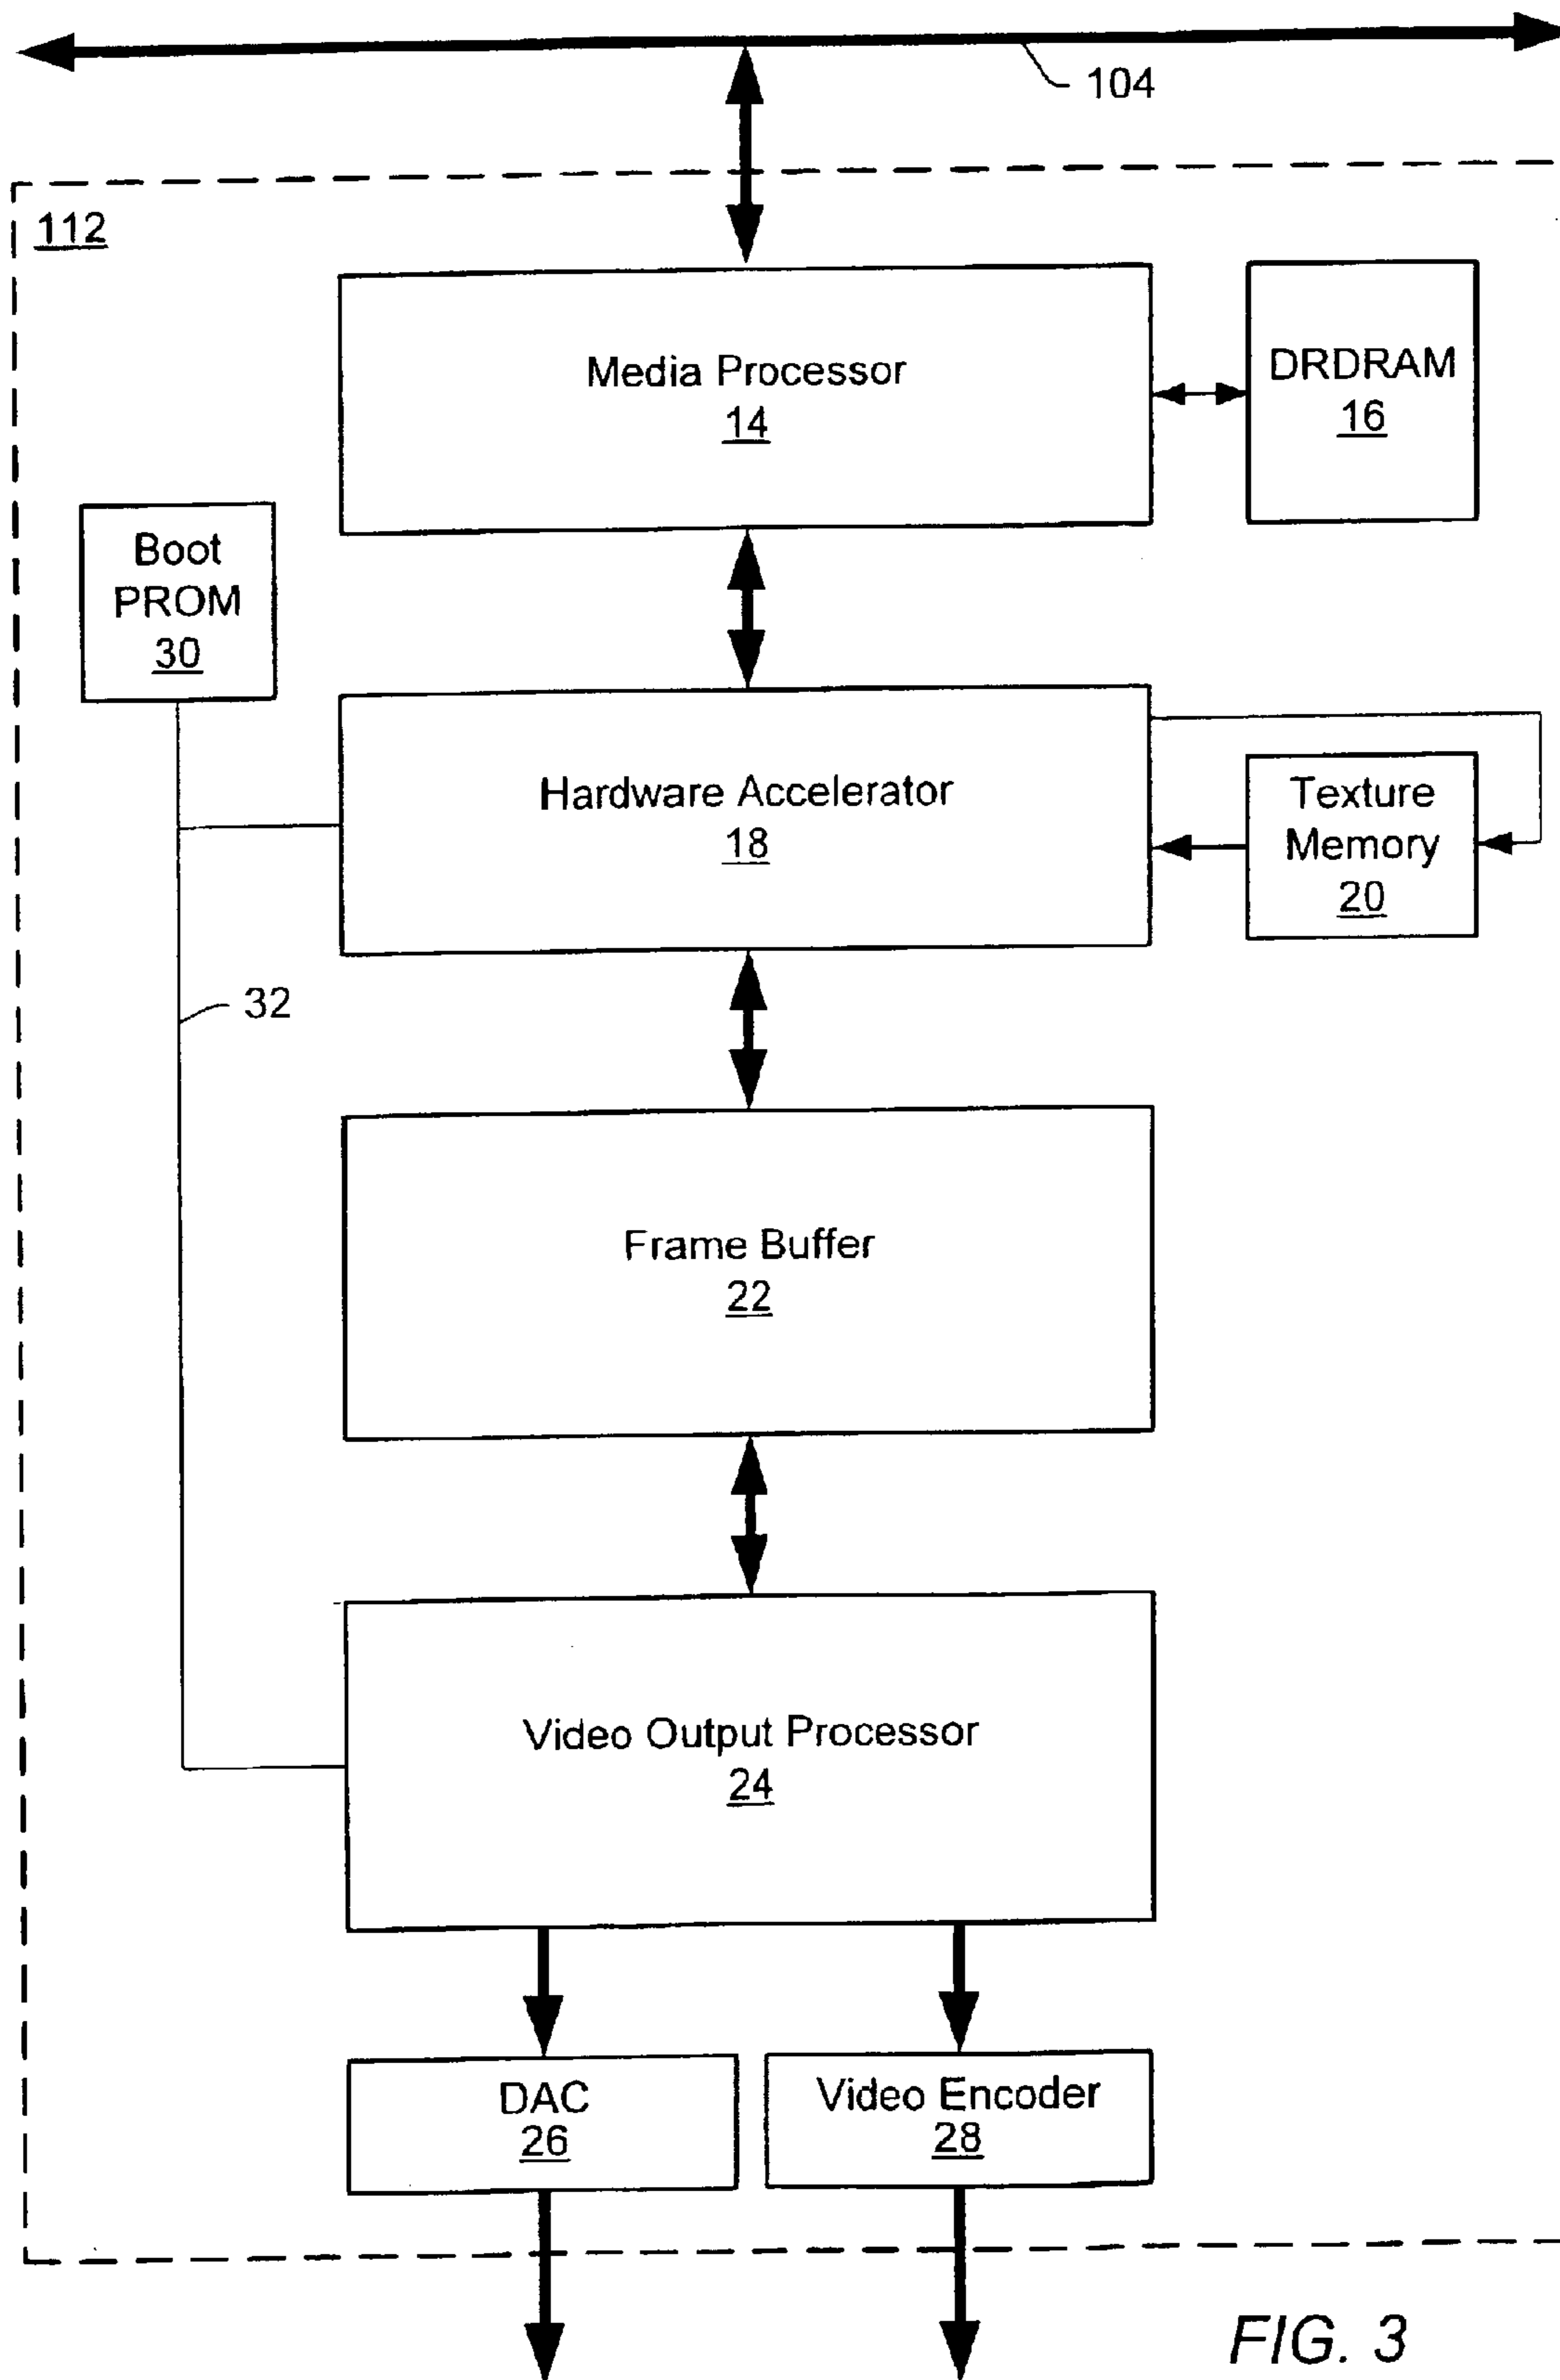 104
112
Media Processor
14
DRDRAM
16
Boot
PROM
30
Hardware Accelerator
18
Texture
Memory
20
32
Frame Buffer
22
Video Output Processor
24
DAC
26
Video Encoder
28
FIG. 3